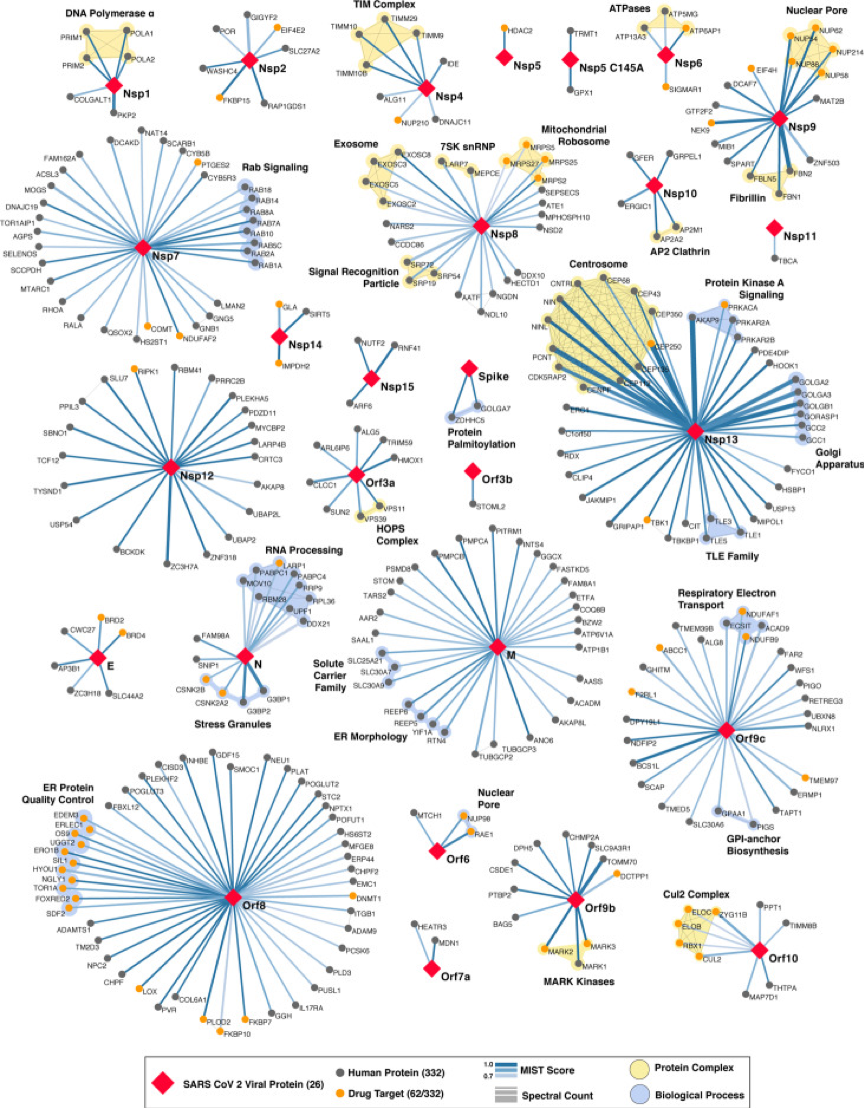 DNA Polymerase α
PRIM1
POLA1
PRIM2
POLA2
Nsp1
COLGALT1
PKP2
GIGYF2
POR
EIF4E2
SLC27A2
Nsp2
WASHC4
FKBP15
RAP1GDS1
TIM Complex
TIMM29
TIMM10
TIMM9
TIMM10B
IDE
Nsp4
ALG11
NUP210
DNAJC11
HDAC2
Nsp5
TRMT1
Nsp5 C145A
GPX1
ATPases
ATP5MG
ATP13A3
ATP6AP1
Nsp6
SIGMAR1
Nuclear Pore
NUP62
NUP54
NUP214
NUP88
NUP58
EIF4H
DCAF7
MAT2B
GTF2F2
Nsp9
NEK9
MIB1
ZNF503
SPART
FBN2
FBLN5
FBN1
Fibrillin
NAT14
SCARB1
DCAKD
CYB5B
FAM162A
PTGES2
ACSL3
CYB5R3
MOGS
Rab Signaling
RAB18
RAB14
RAB8A
RAB7A
RAB10
RAB5C
RAB2A
RAB1A
DNAJC19
TOR1AIP1
AGPS
Nsp7
SELENOS
SCCPDH
MTARC1
RHOA
LMAN2
RALA
GNG5
QSOX2
COMT
GNB1
HS2ST1
NDUFAF2
Exosome
EXOSC8
EXOSC3
EXOSC5
EXOSC2
7SK snRNP
LARP7
MEPCE
Mitochondrial
Robosome
MRPS5
MRPS27
MRPS25
MRPS2
SEPSECS
ATE1
MPHOSPH10
NSD2
NARS2
Nsp8
CCDC86
Signal Recognition
Particle
SRP72
SRP54
SRP19
DDX10
HECTD1
NGDN
AATF
NOL10
GFER
GRPEL1
Nsp10
ERGIC1
AP2M1
AP2A2
AP2 Clathrin
Nsp11
TBCA
GLA
SIRT5
Nsp14
IMPDH2
NUTF2
RNF41
Nsp15
ARF6
Spike
GOLGA7
ZDHHC5
Protein
Palmitoylation
Centrosome
CEP68
CNTRL
CEP43
NIN
CEP350
NINL
CEP250
PCNT
CEP135
CDK5RAP2
CEP112
CENPF
Protein Kinase A
Signaling
PRKACA
AKAP9
PRKAR2A
PRKAR2B
PDE4DIP
HOOK1
GOLGA2
GOLGA3
GOLGB1
GORASP1
GCC2
GCC1
Golgi
Apparatus
ERC1
Nsp13
C1orf50
RDX
FYCO1
CLIP4
HSBP1
JAKMIP1
USP13
GRIPAP1
MIPOL1
TBK1
CIT
TLE3
TLE1
TBKBP1
TLE5
TLE Family
RIPK1
RBM41
SLU7
PRRC2B
PLEKHA5
PPIL3
PDZD11
MYCBP2
SBNO1
LARP4B
TCF12
CRTC3
Nsp12
TYSND1
AKAP8
UBAP2L
USP54
UBAP2
BCKDK
ZNF318
ZC3H7A
ALG5
TRIM59
ARL6IP6
HMOX1
Orf3a
CLCC1
SUN2
VPS11
VPS39
HOPS
Complex
Orf3b
STOML2
BRD2
CWC27
BRD4
E
AP3B1
ZC3H18
SLC44A2
RNA Processing
LARP1
PABPC1
PABPC4
MOV10
RRP9
RBM28
RPL36
UPF1
DDX21
FAM98A
N
SNIP1
CSNK2B
G3BP1
CSNK2A2
G3BP2
Stress Granules
PITRM1
PMPCA
INTS4
PMPCB
GGCX
PSMD8
FASTKD5
STOM
FAM8A1
TARS2
ETFA
COQ8B
AAR2
BZW2
ATP6V1A
SAAL1
ATP1B1
M
SLC25A21
Solute
Carrier
Family
SLC30A7
SLC30A9
AASS
REEP6
ACADM
REEP5
AKAP8L
YIF1A
RTN4
ANO6
TUBGCP3
TUBGCP2
ER Morphology
Respiratory Electron
Transport
NDUFAF1
ECSIT
ACAD9
TMEM39B
NDUFB9
ALG8
ABCC1
FAR2
GHITM
WFS1
PIGO
F2RL1
RETREG3
UBXN8
DPY19L1
NLRX1
Orf9c
NDFIP2
BCS1L
TMEM97
SCAP
ERMP1
TMED5
TAPT1
GPAA1
SLC30A6
PIGS
GPI-anchor
Biosynthesis
GDF15
INHBE
NEU1
CISD3
SMOC1
PLAT
PLEKHF2
POGLUT2
POGLUT3
STC2
FBXL12
NPTX1
POFUT1
ER Protein
Quality Control
EDEM3
ERLEC1
OS9
UGGT2
ERO1B
SIL1
HYOU1
NGLY1
TOR1A
FOXRED2
SDF2
HS6ST2
MFGE8
ERP44
CHPF2
EMC1
DNMT1
Orf8
ITGB1
ADAMTS1
ADAM9
TM2D3
PCSK6
NPC2
PLD3
CHPF
PUSL1
LOX
COL6A1
IL17RA
PVR
GGH
PLOD2
FKBP7
FKBP10
Nuclear
Pore
MTCH1
NUP98
RAE1
Orf6
HEATR3
MDN1
Orf7a
CHMP2A
DPH5
SLC9A3R1
CSDE1
TOMM70
DCTPP1
PTBP2
Orf9b
BAG5
MARK3
MARK2
MARK1
MARK Kinases
Cul2 Complex
ELOC
ZYG11B
PPT1
ELOB
TIMM8B
RBX1
CUL2
Orf10
THTPA
MAP7D1
SARS CoV 2 Viral Protein (26)
Human Protein (332)
Drug Target (62/332)
1.0
0.7
MIST Score
Spectral Count
Protein Complex
Biological Process